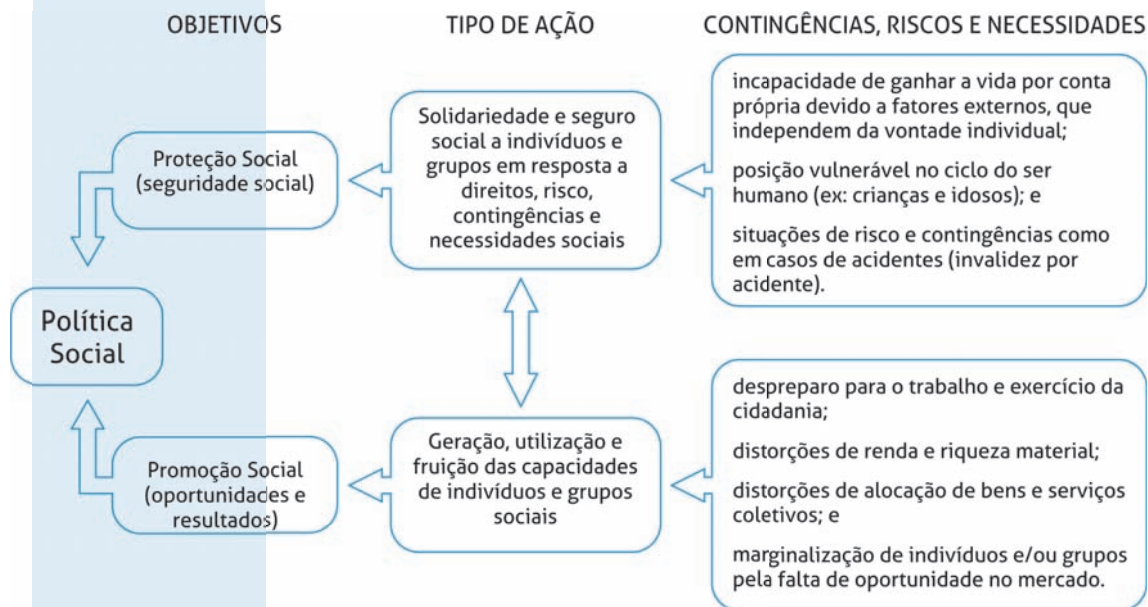 OBJETIVOS
TIPO DE AÇÃO
CONTINGÊNCIAS, RISCOS E NECESSIDADES
Política
Social
Proteção Social
(seguridade social)
Solidariedade e seguro
social a indivíduos e
grupos em resposta a
direitos, risco,
contingências e
necessidades sociais
incapacidade de ganhar a vida por conta
própria devido a fatores externos, que
independem da vontade individual;
posição vulnerável no ciclo do ser
humano (ex: crianças e idosos); e
situações de risco e contingências como
em casos de acidentes (invalidez por
acidente).
Promoção Social
(oportunidades e
resultados)
Geração, utilização e
fruição das capacidades
de indivíduos e grupos
sociais
despreparo para o trabalho e exercício da
cidadania;
distorções de renda e riqueza material;
distorções de alocação de bens e serviços
coletivos; e
marginalização de indivíduos e/ou grupos
pela falta de oportunidade no mercado.